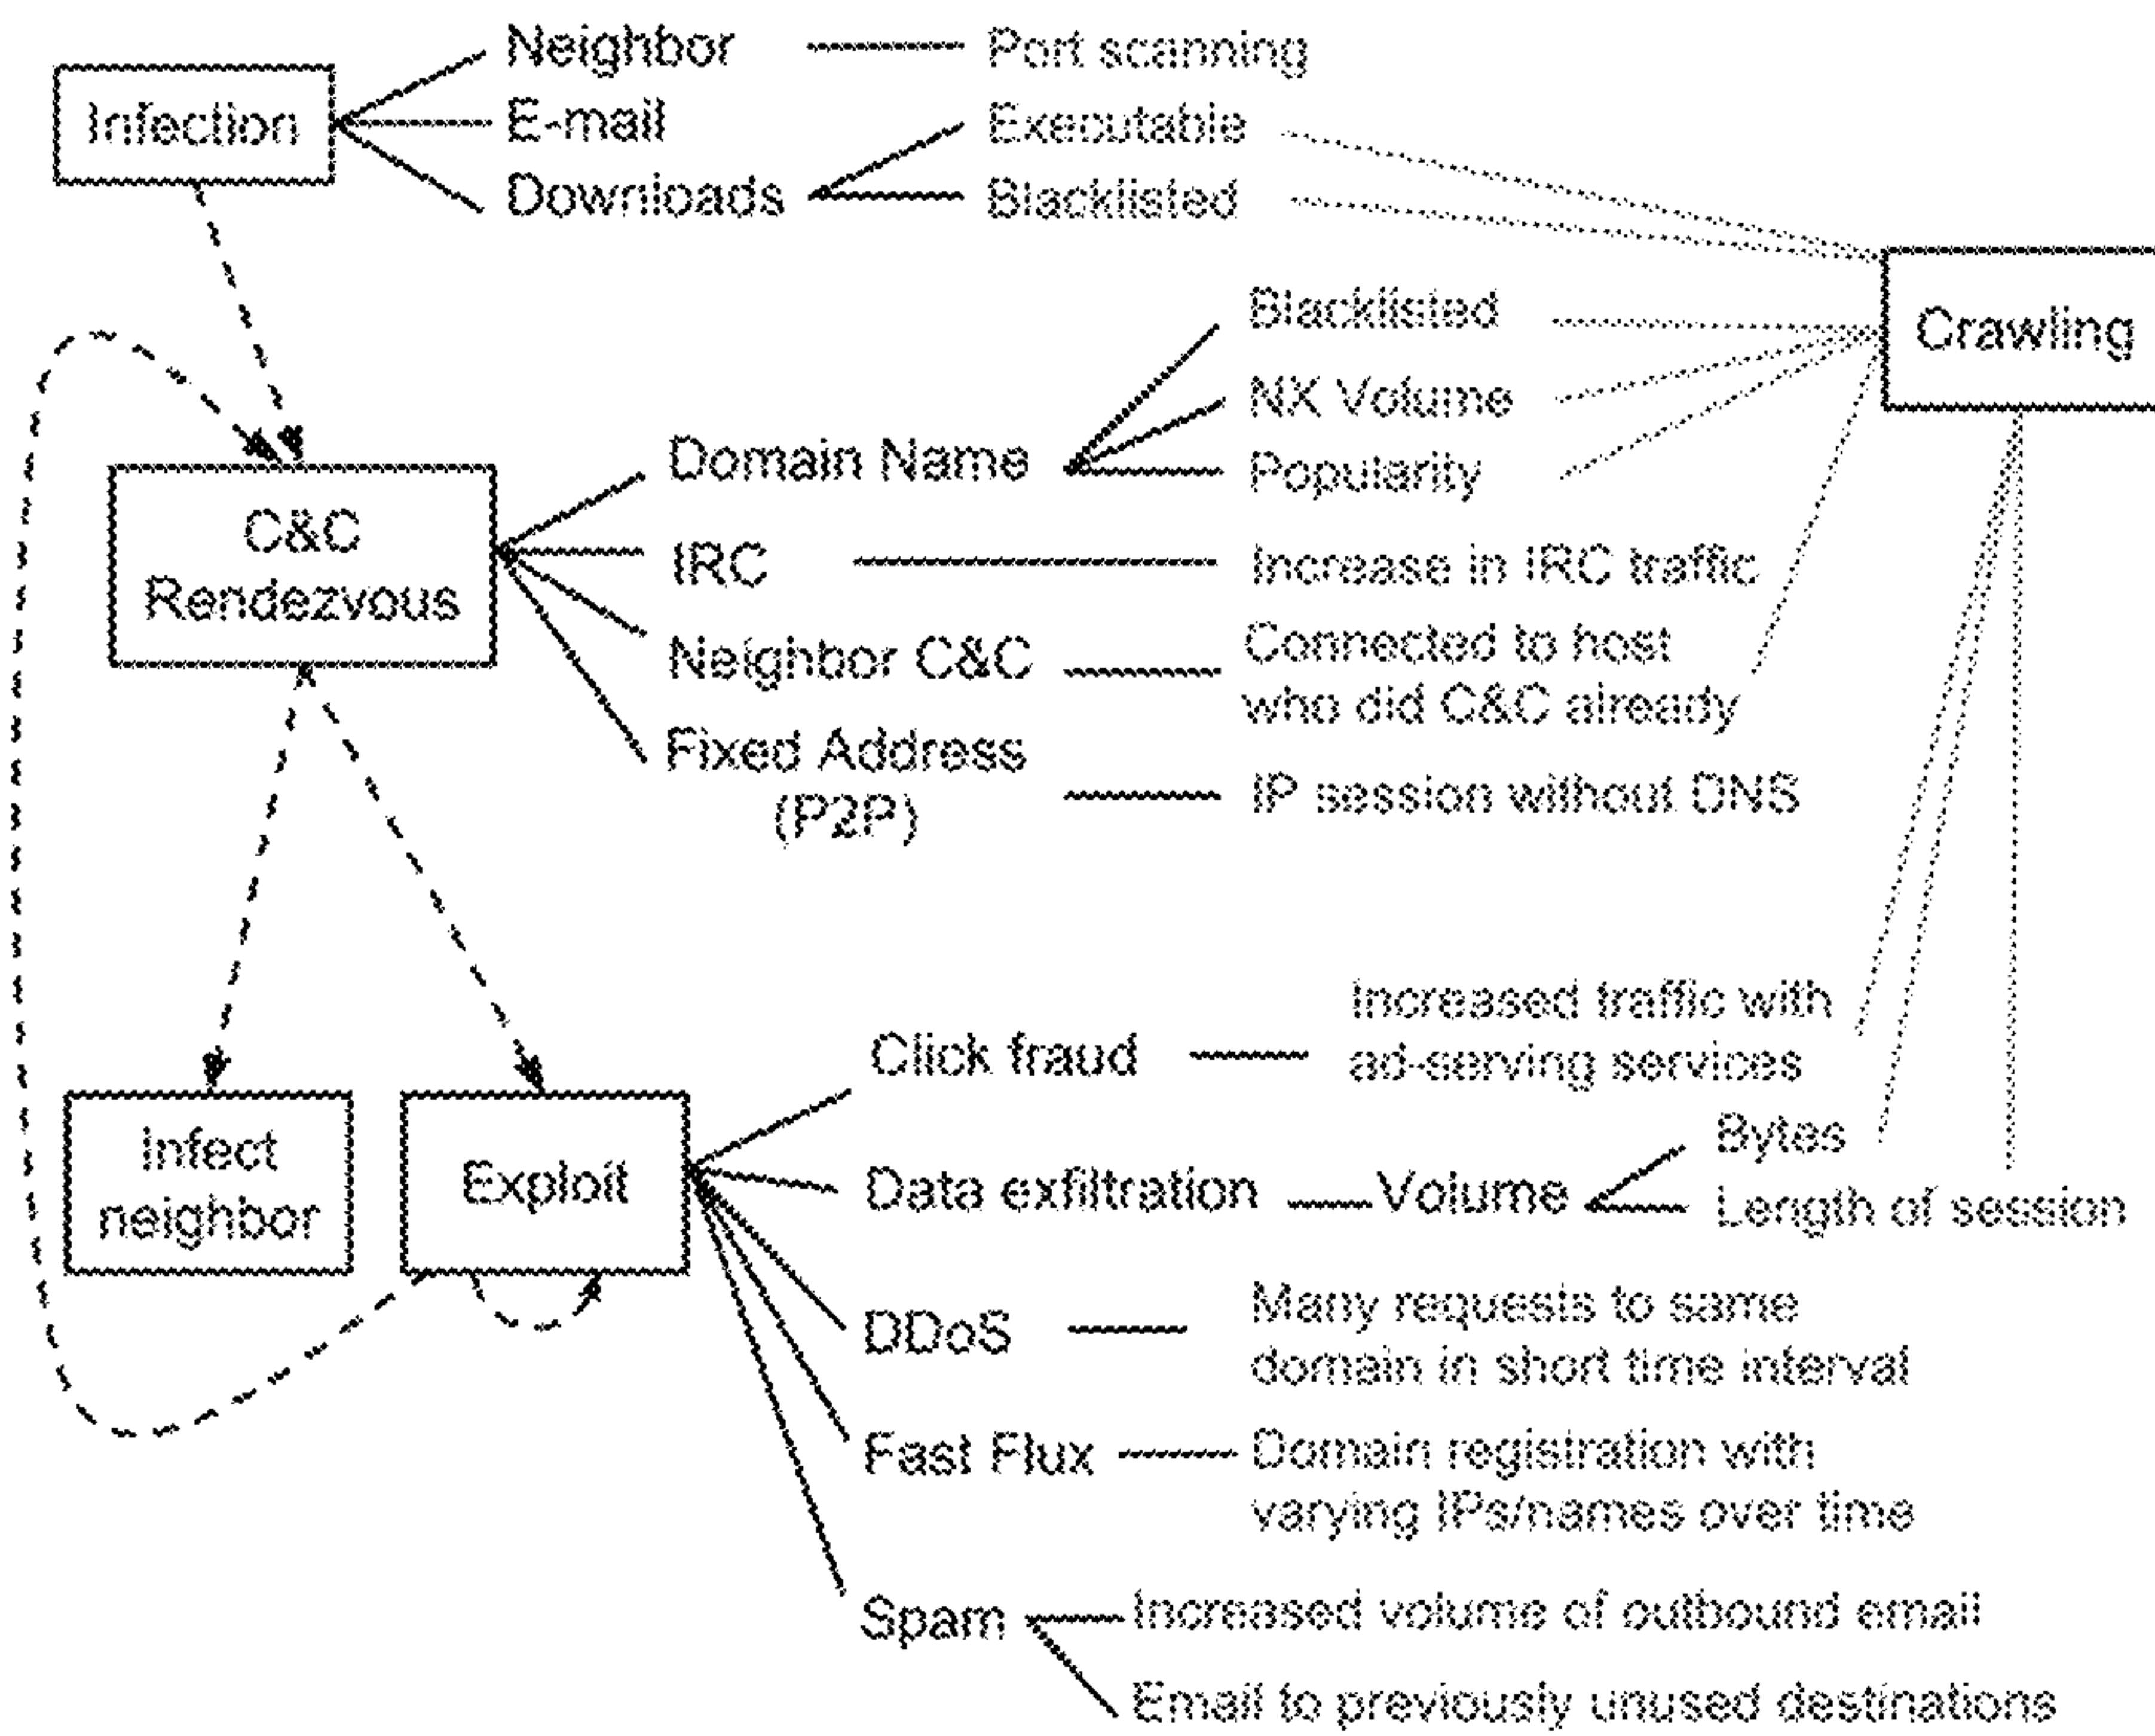 Neighbor
Port scanning
Infection
E-mail
Executable
Downloads
Blacklisted
Crawling
Blacklisted
NX Volume
Domain Name
Popularity
C&C
Rendezvous
IRC
Increase in IRC traffic
Neighbor C&C
Connected to host
who did C&C already
Fixed Address
(P2P)
IP session without DNS
Click fraud
Increased traffic with
ad-serving services
Infect
neighbor
Exploit
Data exfiltration
Volume
Bytes
Length of session
DDoS
Many requests to same
domain in short time interval
Fast Flux
Domain registration with
varying IPs/names over time
Spam
Increased volume of outbound email
Email to previously unused destinations